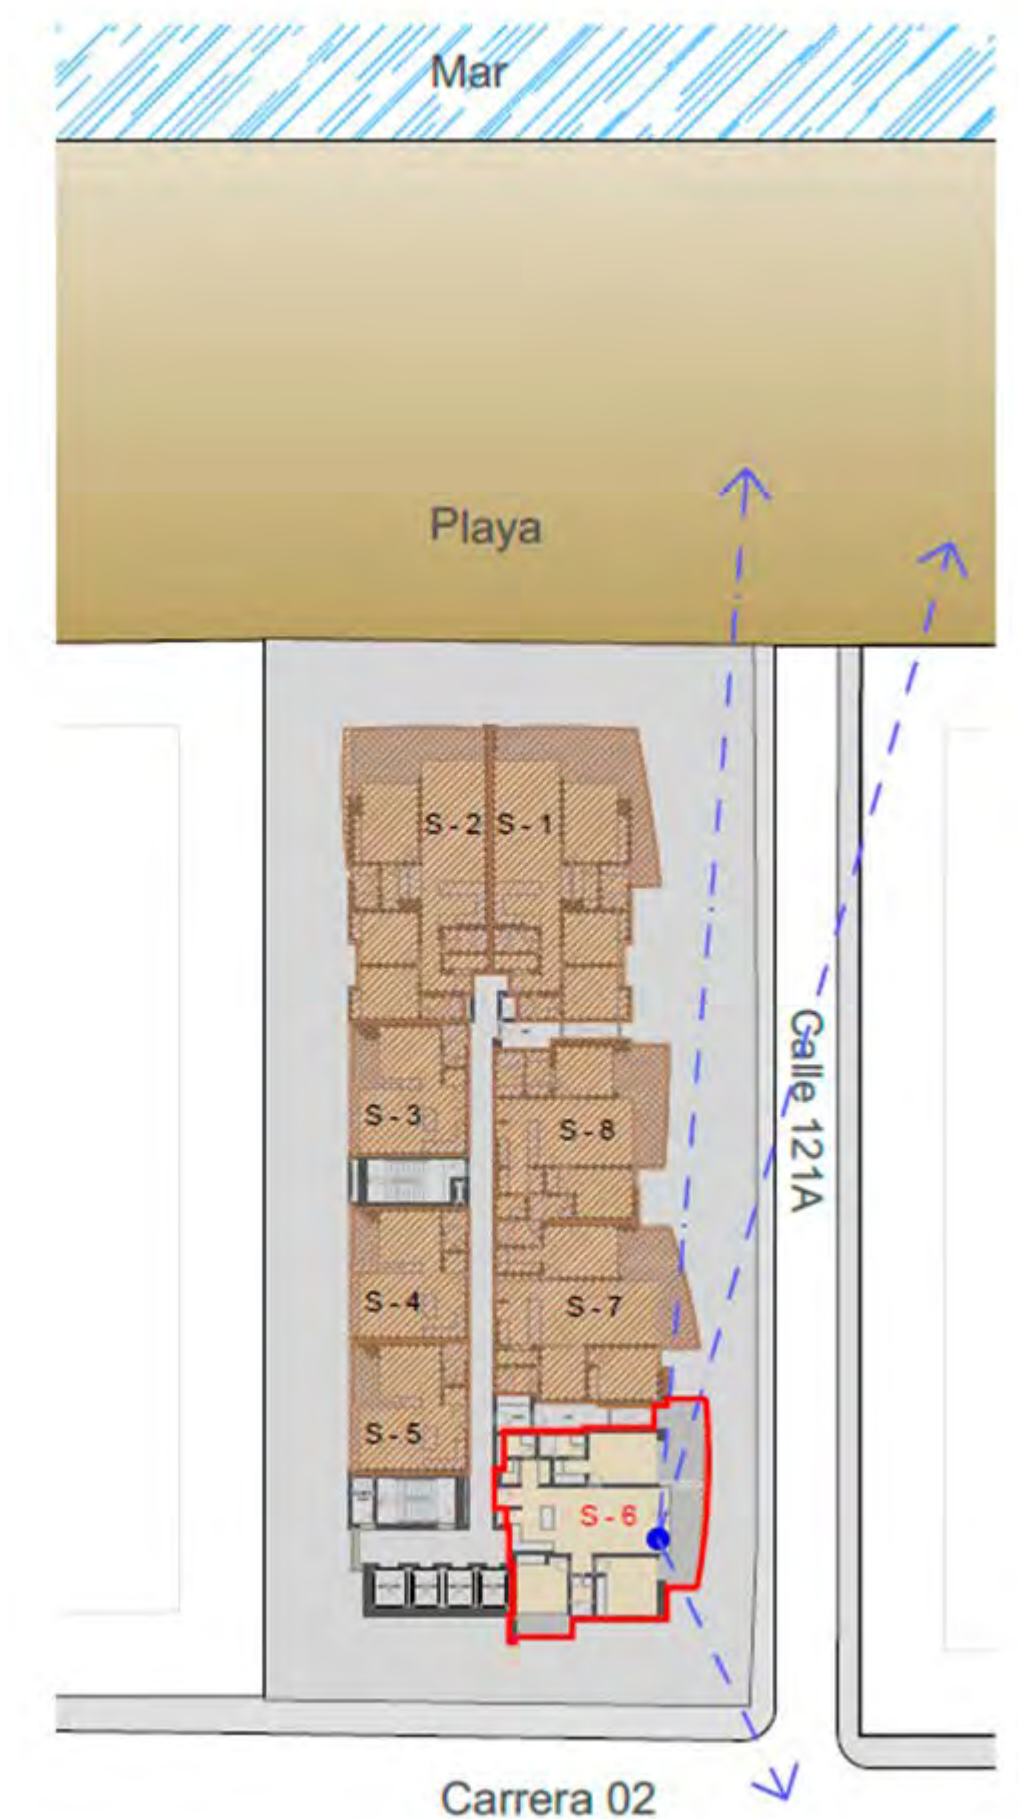 Mar
Playa
S - 2
S - 1
S - 3
S - 8
Calle 121A
S - 4
S - 7
S - 5
S - 6
Carrera 02